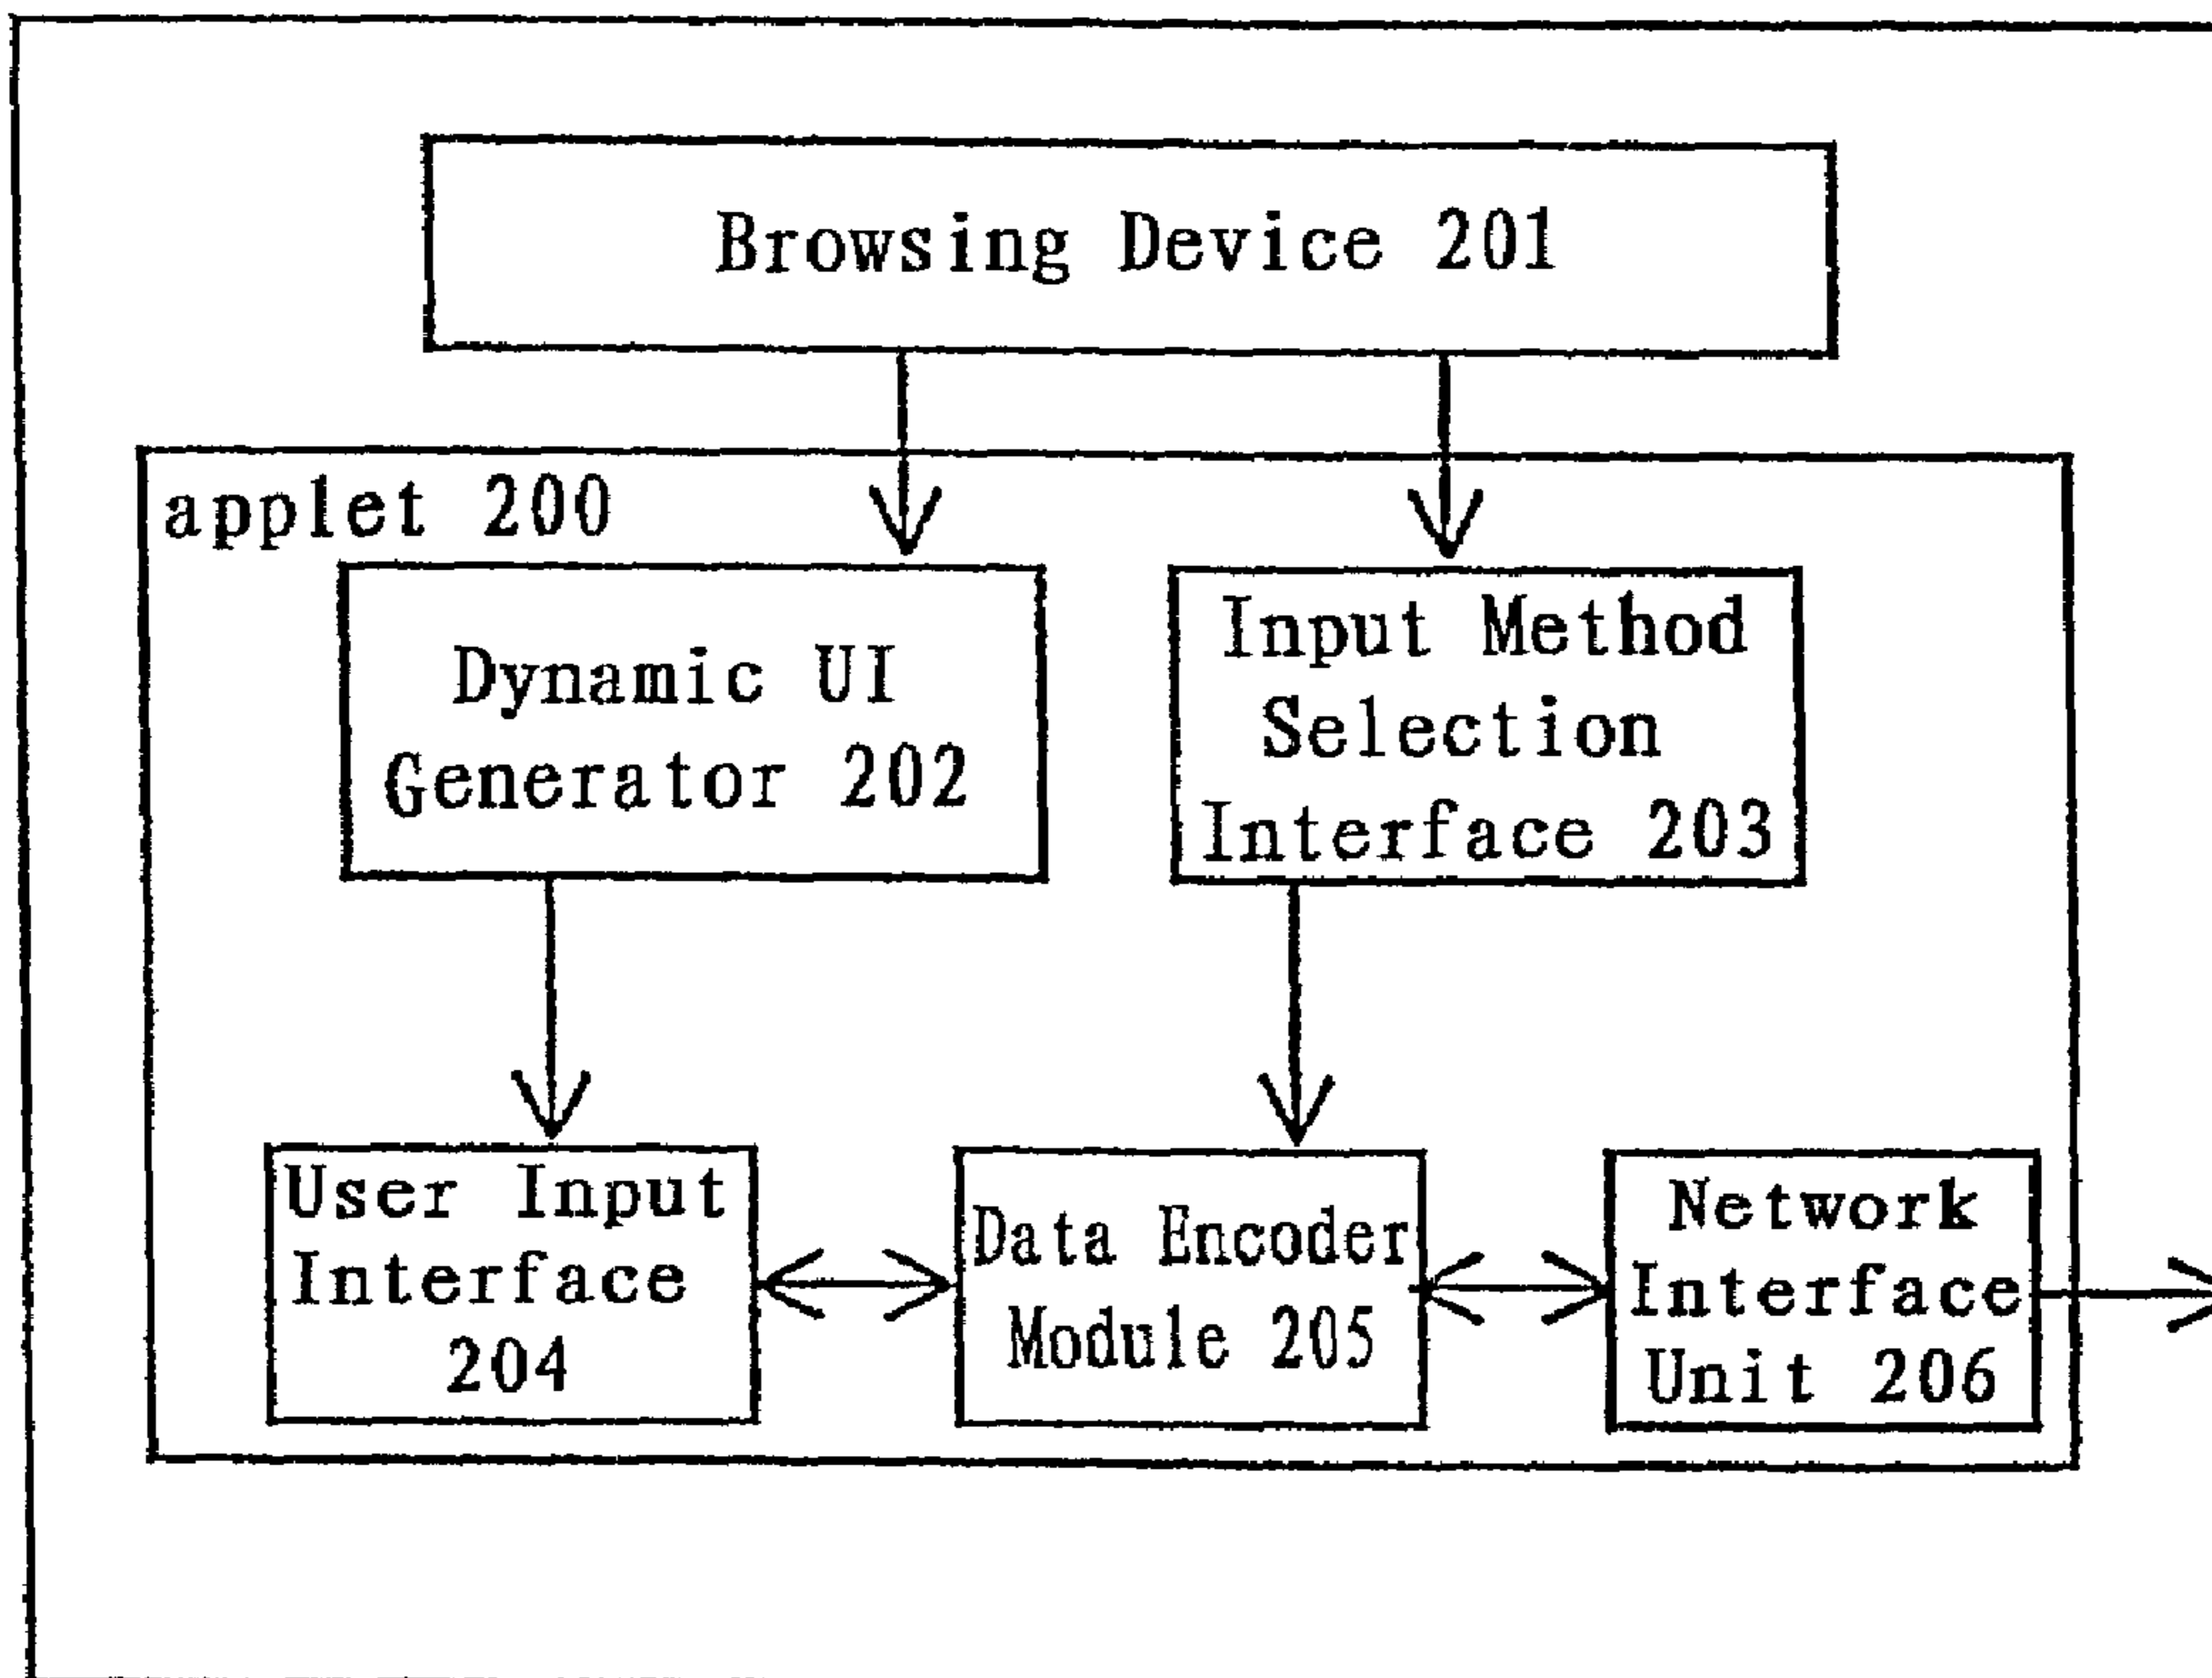 Browsing Device 201
applet 200
Dynamic UI
Generator 202
Input Method
Selection
Interface 203
User Input
Interface
204
Data Encoder
Module 205
Network
Interface
Unit 206